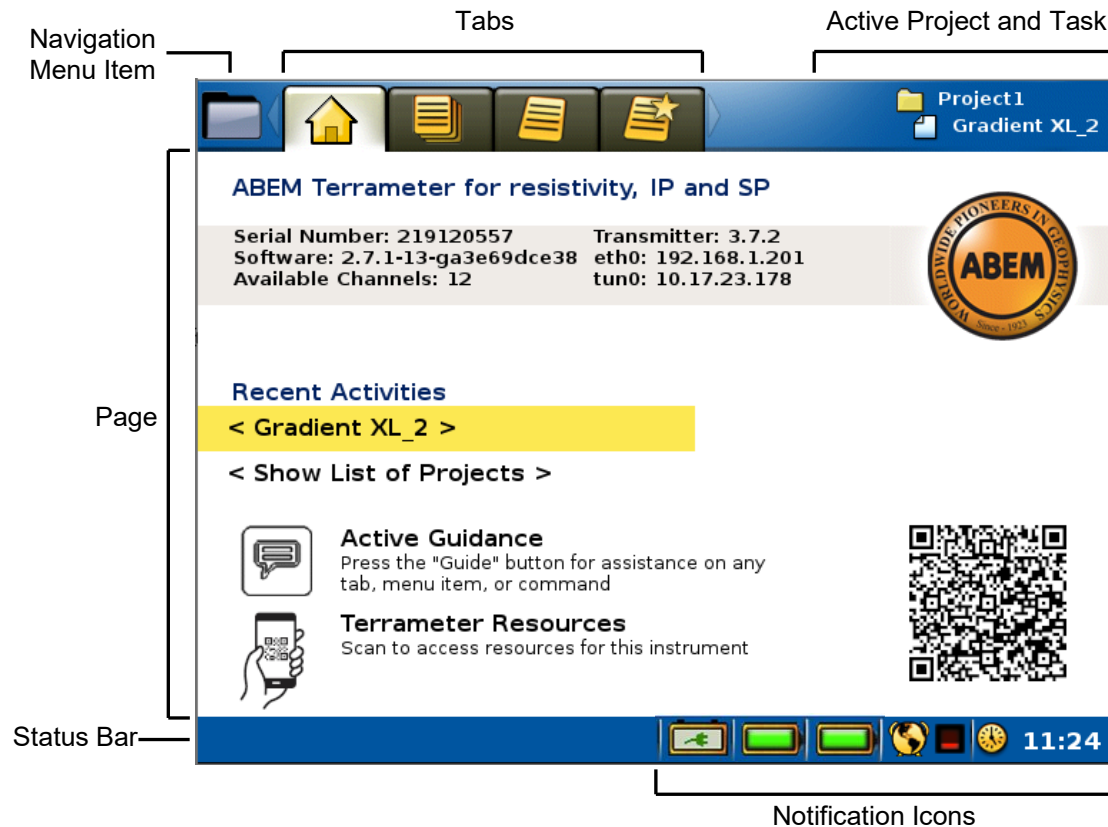 Tabs
Active Project and Task
Navigation
Menu Item
Project1
Gradient XL_2
ABEM Terrameter for resistivity, IP and SP
Serial Number: 219120557
Transmitter: 3.7.2
Software: 2.7.1-13-ga3e69dce38
eth0: 192.168.1.201
Available Channels: 12
tun0: 10.17.23.178
WORLDWIDE PIONEERS IN GEOPHYSICS
ABEM
Since - 1923
Page
Recent Activities
< Gradient XL_2 >
< Show List of Projects >
Active Guidance
Press the "Guide" button for assistance on any
tab, menu item, or command
Terrameter Resources
Scan to access resources for this instrument
Status Bar
11:24
Notification Icons